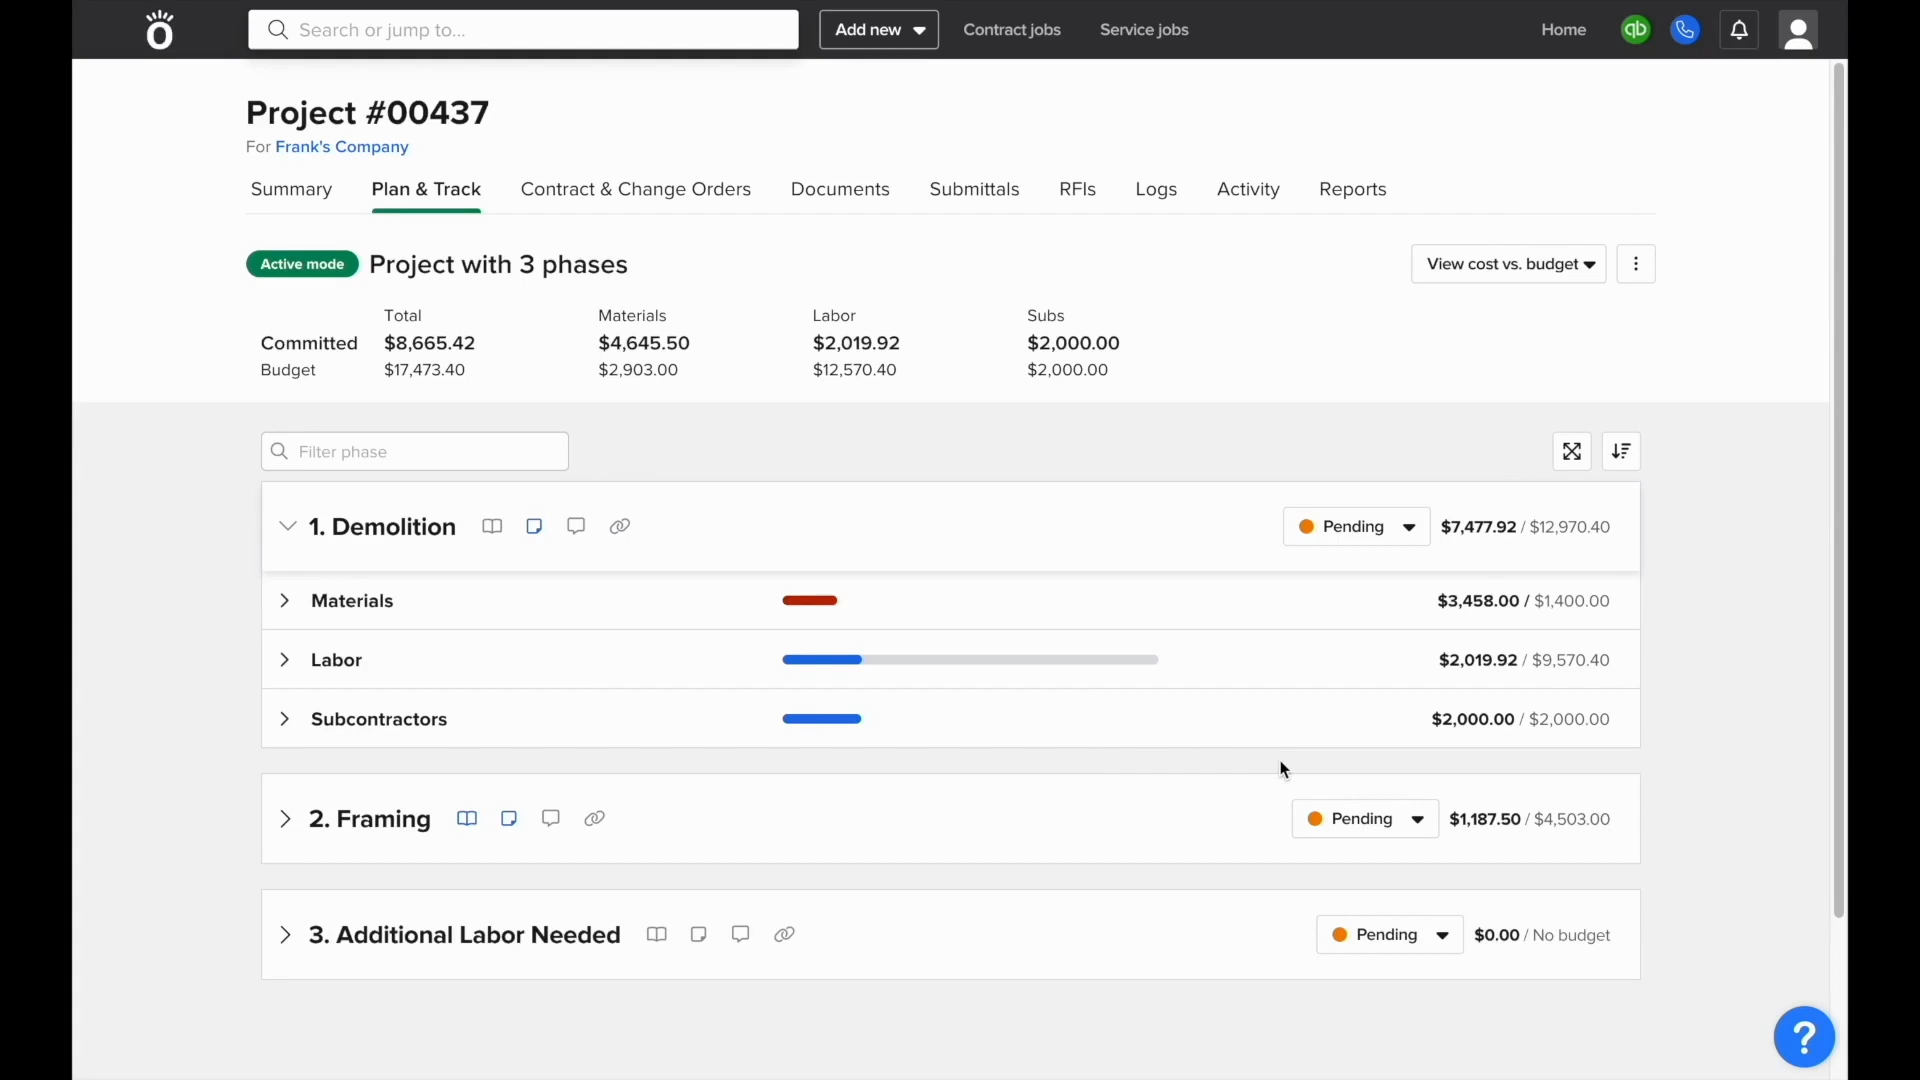 Search or jump to...
Add new
Contract jobs
Service jobs
Home
qb
Project #00437
For Frank's Company
Summary
Plan & Track
Contract & Change Orders
Documents
Submittals
RFIs
Logs
Activity
Reports
Active mode
Project with 3 phases
View cost vs. budget
Total
Materials
Labor
Subs
Committed
$8,665.42
$4,645.50
$2,019.92
$2,000.00
Budget
$17,473.40
$2,903.00
$12,570.40
$2,000.00
Filter phase
1. Demolition
Pending
$7,477.92 / $12,970.40
Materials
$3,458.00 / $1,400.00
Labor
$2,019.92 / $9,570.40
Subcontractors
$2,000.00 / $2,000.00
2. Framing
Pending
$1,187.50 / $4,503.00
3. Additional Labor Needed
Pending
$0.00 / No budget
?